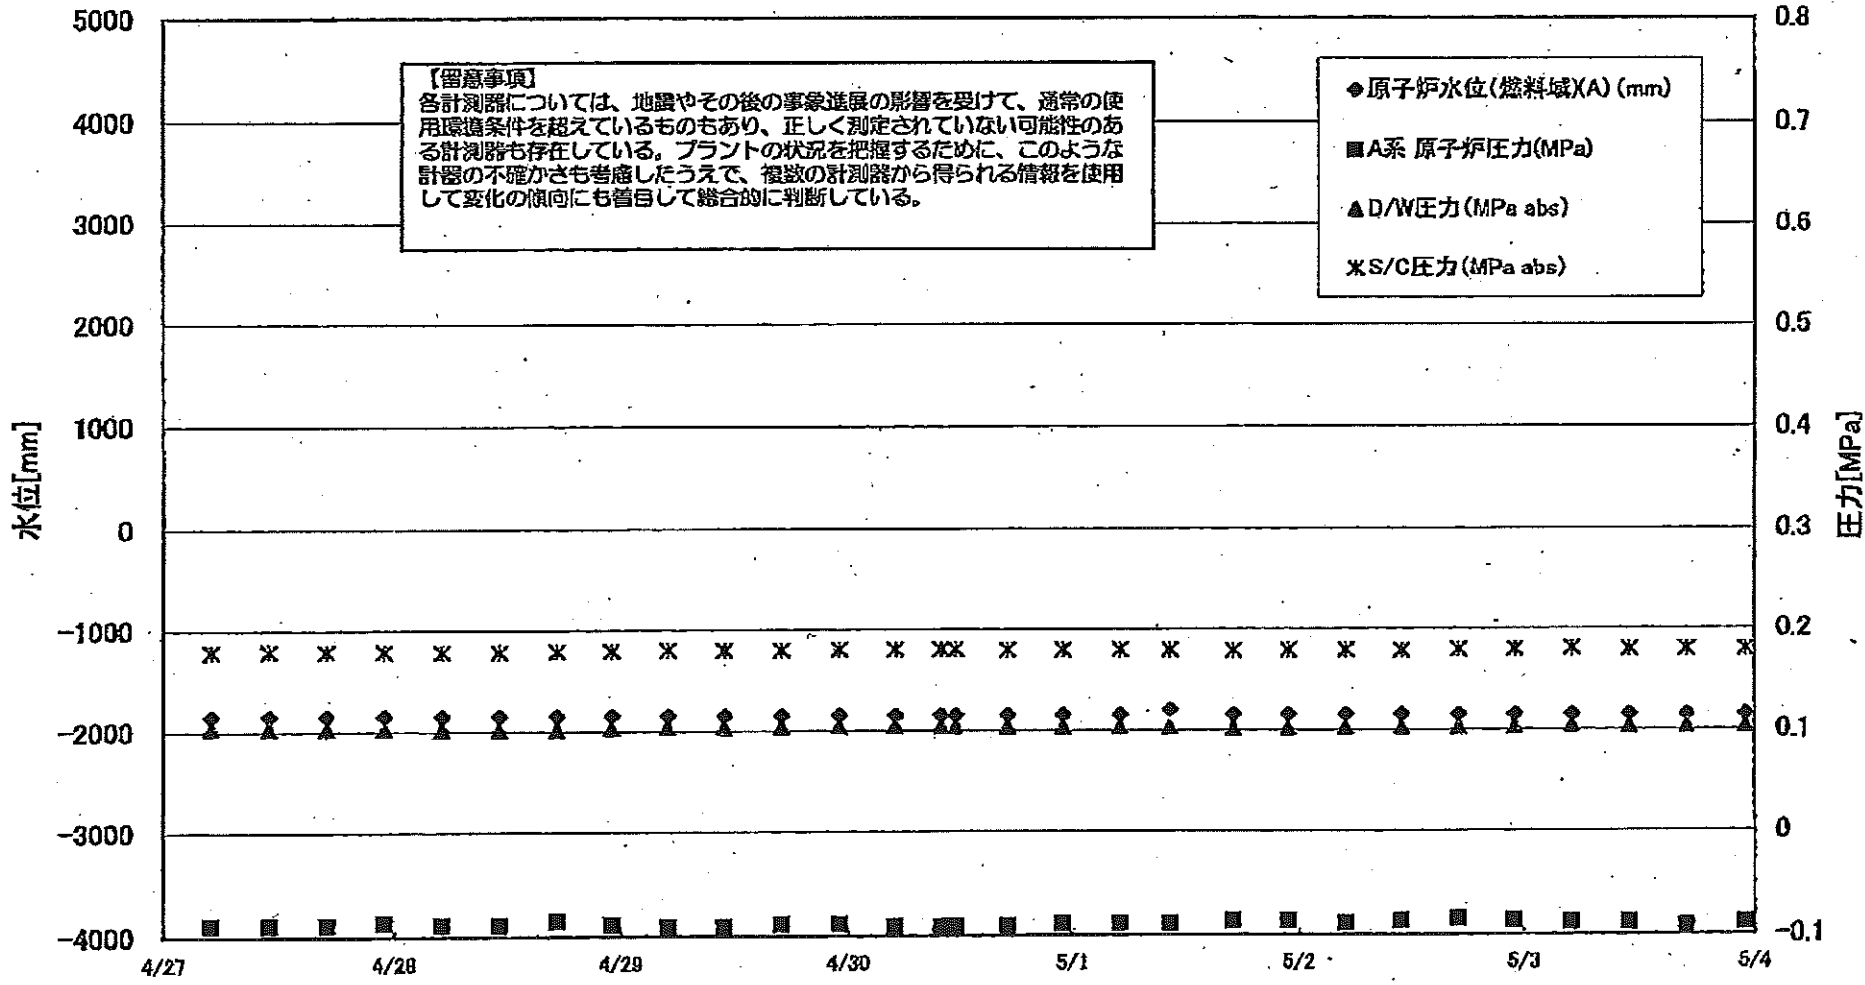 5000
4000
3000
2000
1000
0
-1000
-2000
-3000
-4000
水位[mm]
【留意事項】
各計測器については、地震やその後の事象進展の影響を受けて、通常の使
用環境条件を超えているものもあり、正しく測定されていない可能性のあ
る計測器も存在している。プラントの状況を把握するために、このような
計器の不確かさも考慮したうえで、複数の計測器から得られる情報を使用
して変化の傾向にも着目して総合的に判断している。
◆原子炉水位(燃料域)(A) (mm)
■A系 原子炉圧力(MPa)
▲D/W圧力(MPa abs)
S/C圧力(MPa abs)
0.8
0.7
0.6
0.5
0.4
0.3
0.2
0.1
0
-0.1
圧力[MPa]
4/27 4/28 4/29 4/30 5/1 5/2 5/3 5/4